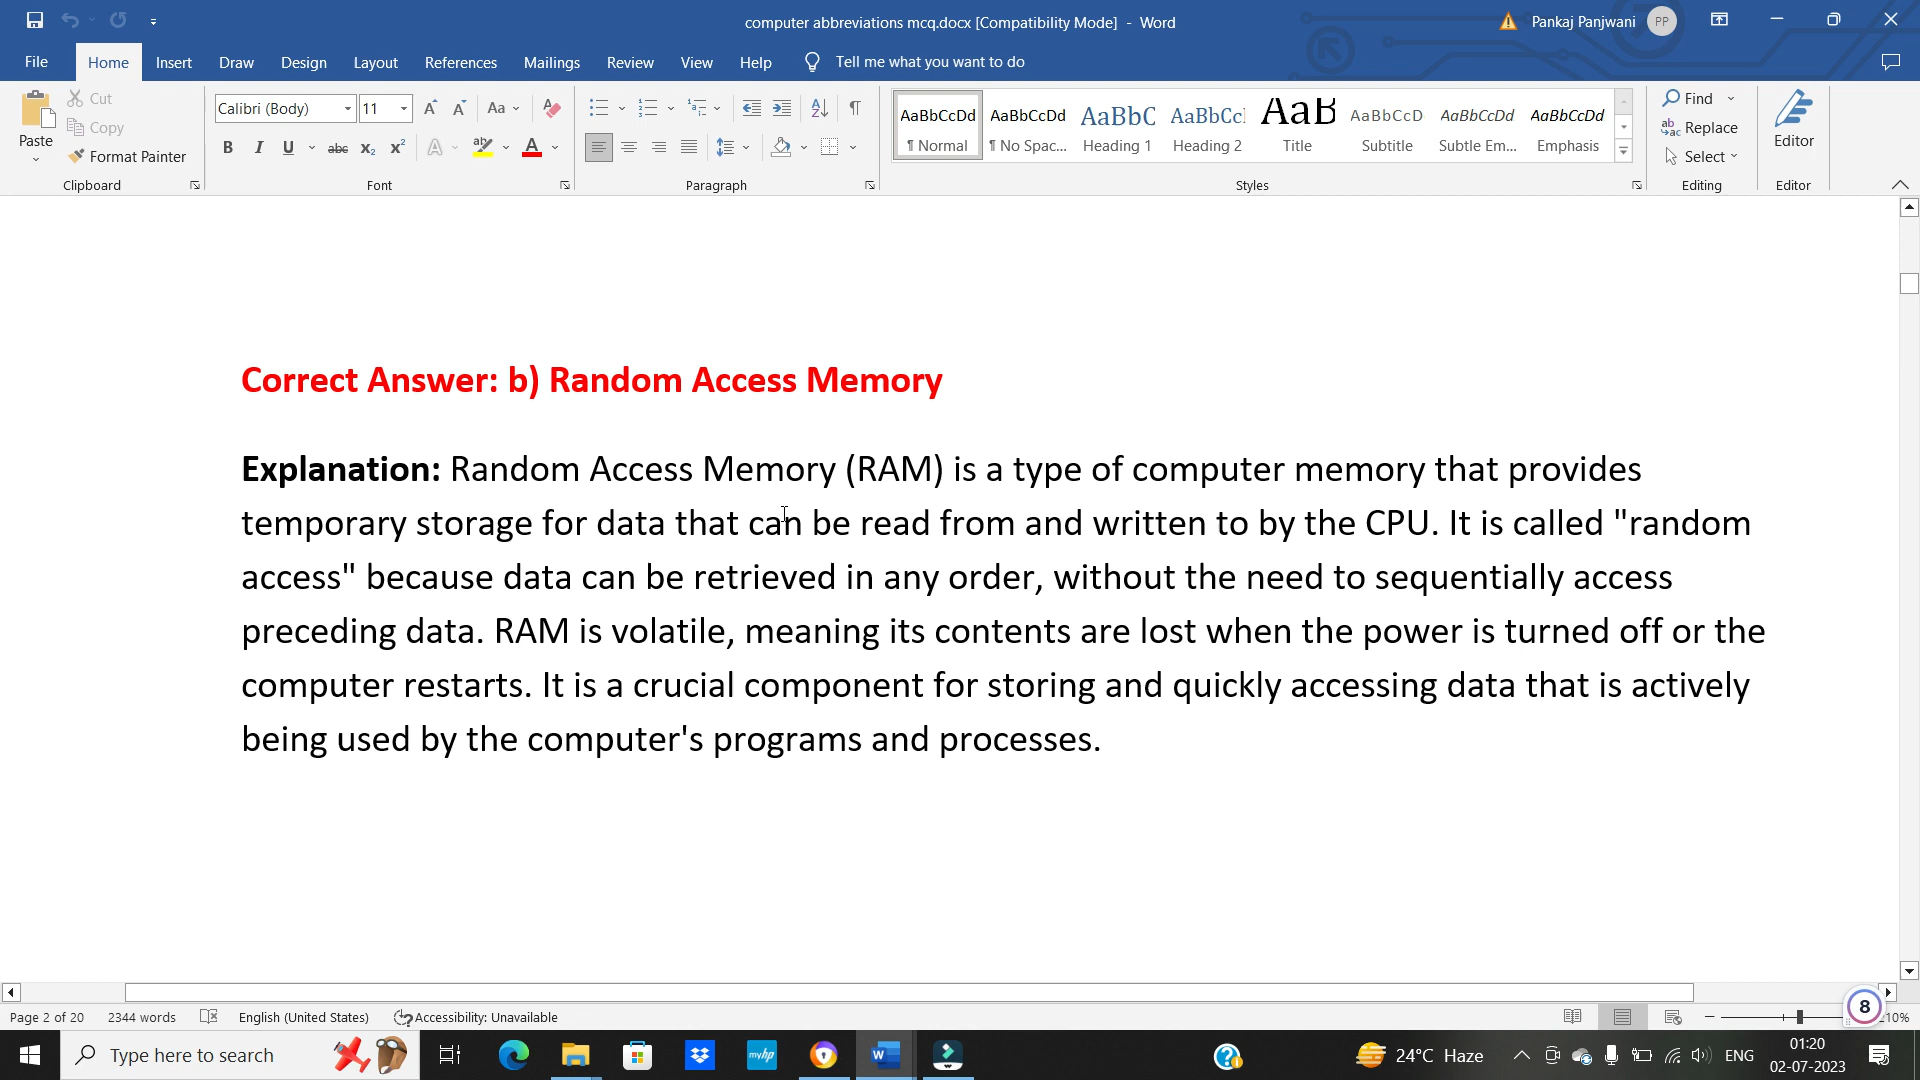 computer abbreviations mcq.docx [Compatibility Mode] - Word
Pankaj Panjwani PP
File Home Insert Draw Design Layout References Mailings Review View Help Tell me what you want to do
Paste
Cut
Copy
Format Painter
Clipboard
Calibri (Body) 11 Aa
B I U abc x₂ x² A ab A
Font
Paragraph
AaBbCcDd AaBbCcDd AaBbC AaBbCc AaB AaBbCcD AaBbCcDd AaBbCcDd
¶ Normal ¶ No Spac... Heading 1 Heading 2 Title Subtitle Subtle Em... Emphasis
Styles
Find
Replace
Select
Editing
Editor
Editor
Correct Answer: b) Random Access Memory
Explanation: Random Access Memory (RAM) is a type of computer memory that provides
temporary storage for data that can be read from and written to by the CPU. It is called "random
access" because data can be retrieved in any order, without the need to sequentially access
preceding data. RAM is volatile, meaning its contents are lost when the power is turned off or the
computer restarts. It is a crucial component for storing and quickly accessing data that is actively
being used by the computer's programs and processes.
8
Page 2 of 20 2344 words English (United States) Accessibility: Unavailable 10%
Type here to search
myhp
24°C Haze
ENG
01:20
02-07-2023